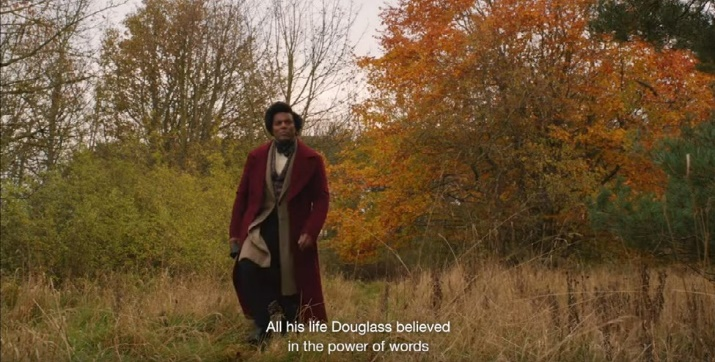 All his life Douglass believed
in the power of words